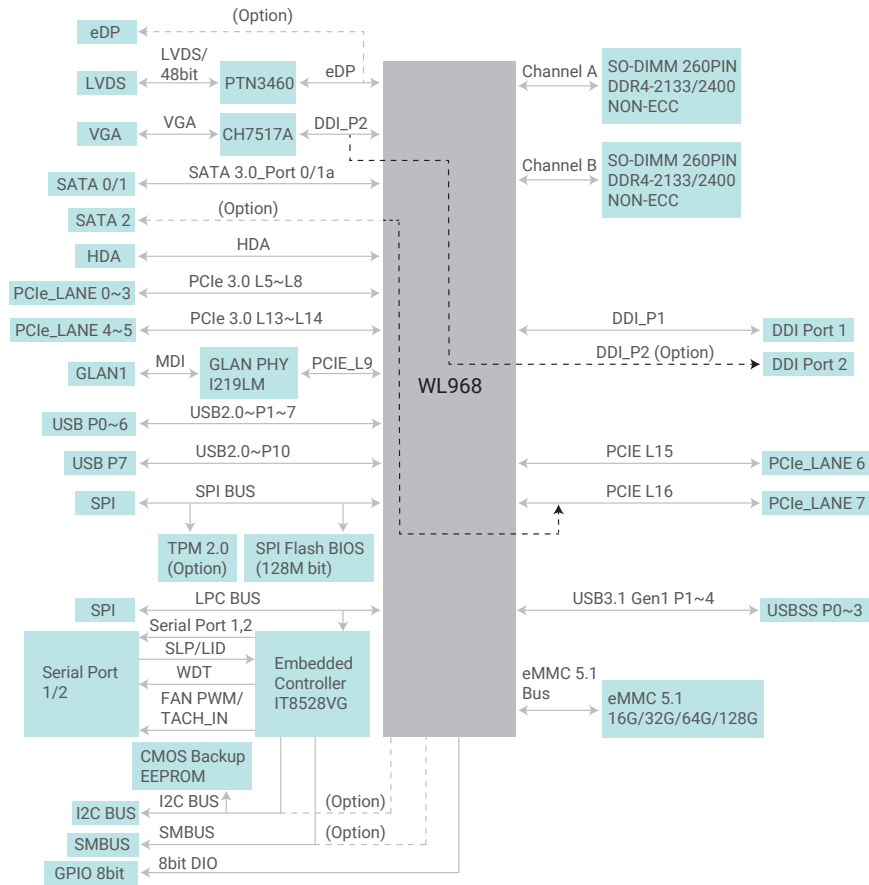 (Option)
eDP
LVDS/
48bit
LVDS
PTN3460
eDP
VGA
VGA
CH7517A
DDI_P2
SATA 0/1
SATA 3.0_Port 0/1a
SATA 2
(Option)
HDA
HDA
PCIe_LANE 0~3
PCIe 3.0 L5~L8
PCIe_LANE 4~5
PCIe 3.0 L13~L14
GLAN1
MDI
GLAN PHY
I219LM
PCIE_L9
USB P0~6
USB2.0~P1~7
USB P7
USB2.0~P10
SPI
SPI BUS
TPM 2.0
(Option)
SPI Flash BIOS
(128M bit)
SPI
LPC BUS
Serial Port
1/2
Serial Port 1,2
SLP/LID
WDT
FAN PWM/
TACH_IN
Embedded
Controller
IT8528VG
CMOS Backup
EEPROM
I2C BUS
I2C BUS
(Option)
SMBUS
SMBUS
(Option)
GPIO 8bit
8bit DIO
WL968
Channel A
SO-DIMM 260PIN
DDR4-2133/2400
NON-ECC
Channel B
SO-DIMM 260PIN
DDR4-2133/2400
NON-ECC
DDI_P1
DDI Port 1
DDI_P2 (Option)
DDI Port 2
PCIE L15
PCIe_LANE 6
PCIE L16
PCIe_LANE 7
USB3.1 Gen1 P1~4
USBSS P0~3
eMMC 5.1
Bus
eMMC 5.1
16G/32G/64G/128G